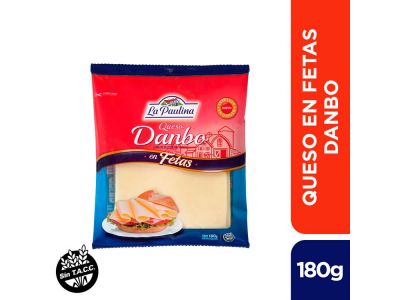 La Paulina
Queso
Danbo
en Fetas
Sin T.A.C.C.
QUESO EN FETAS
DANBO
180g